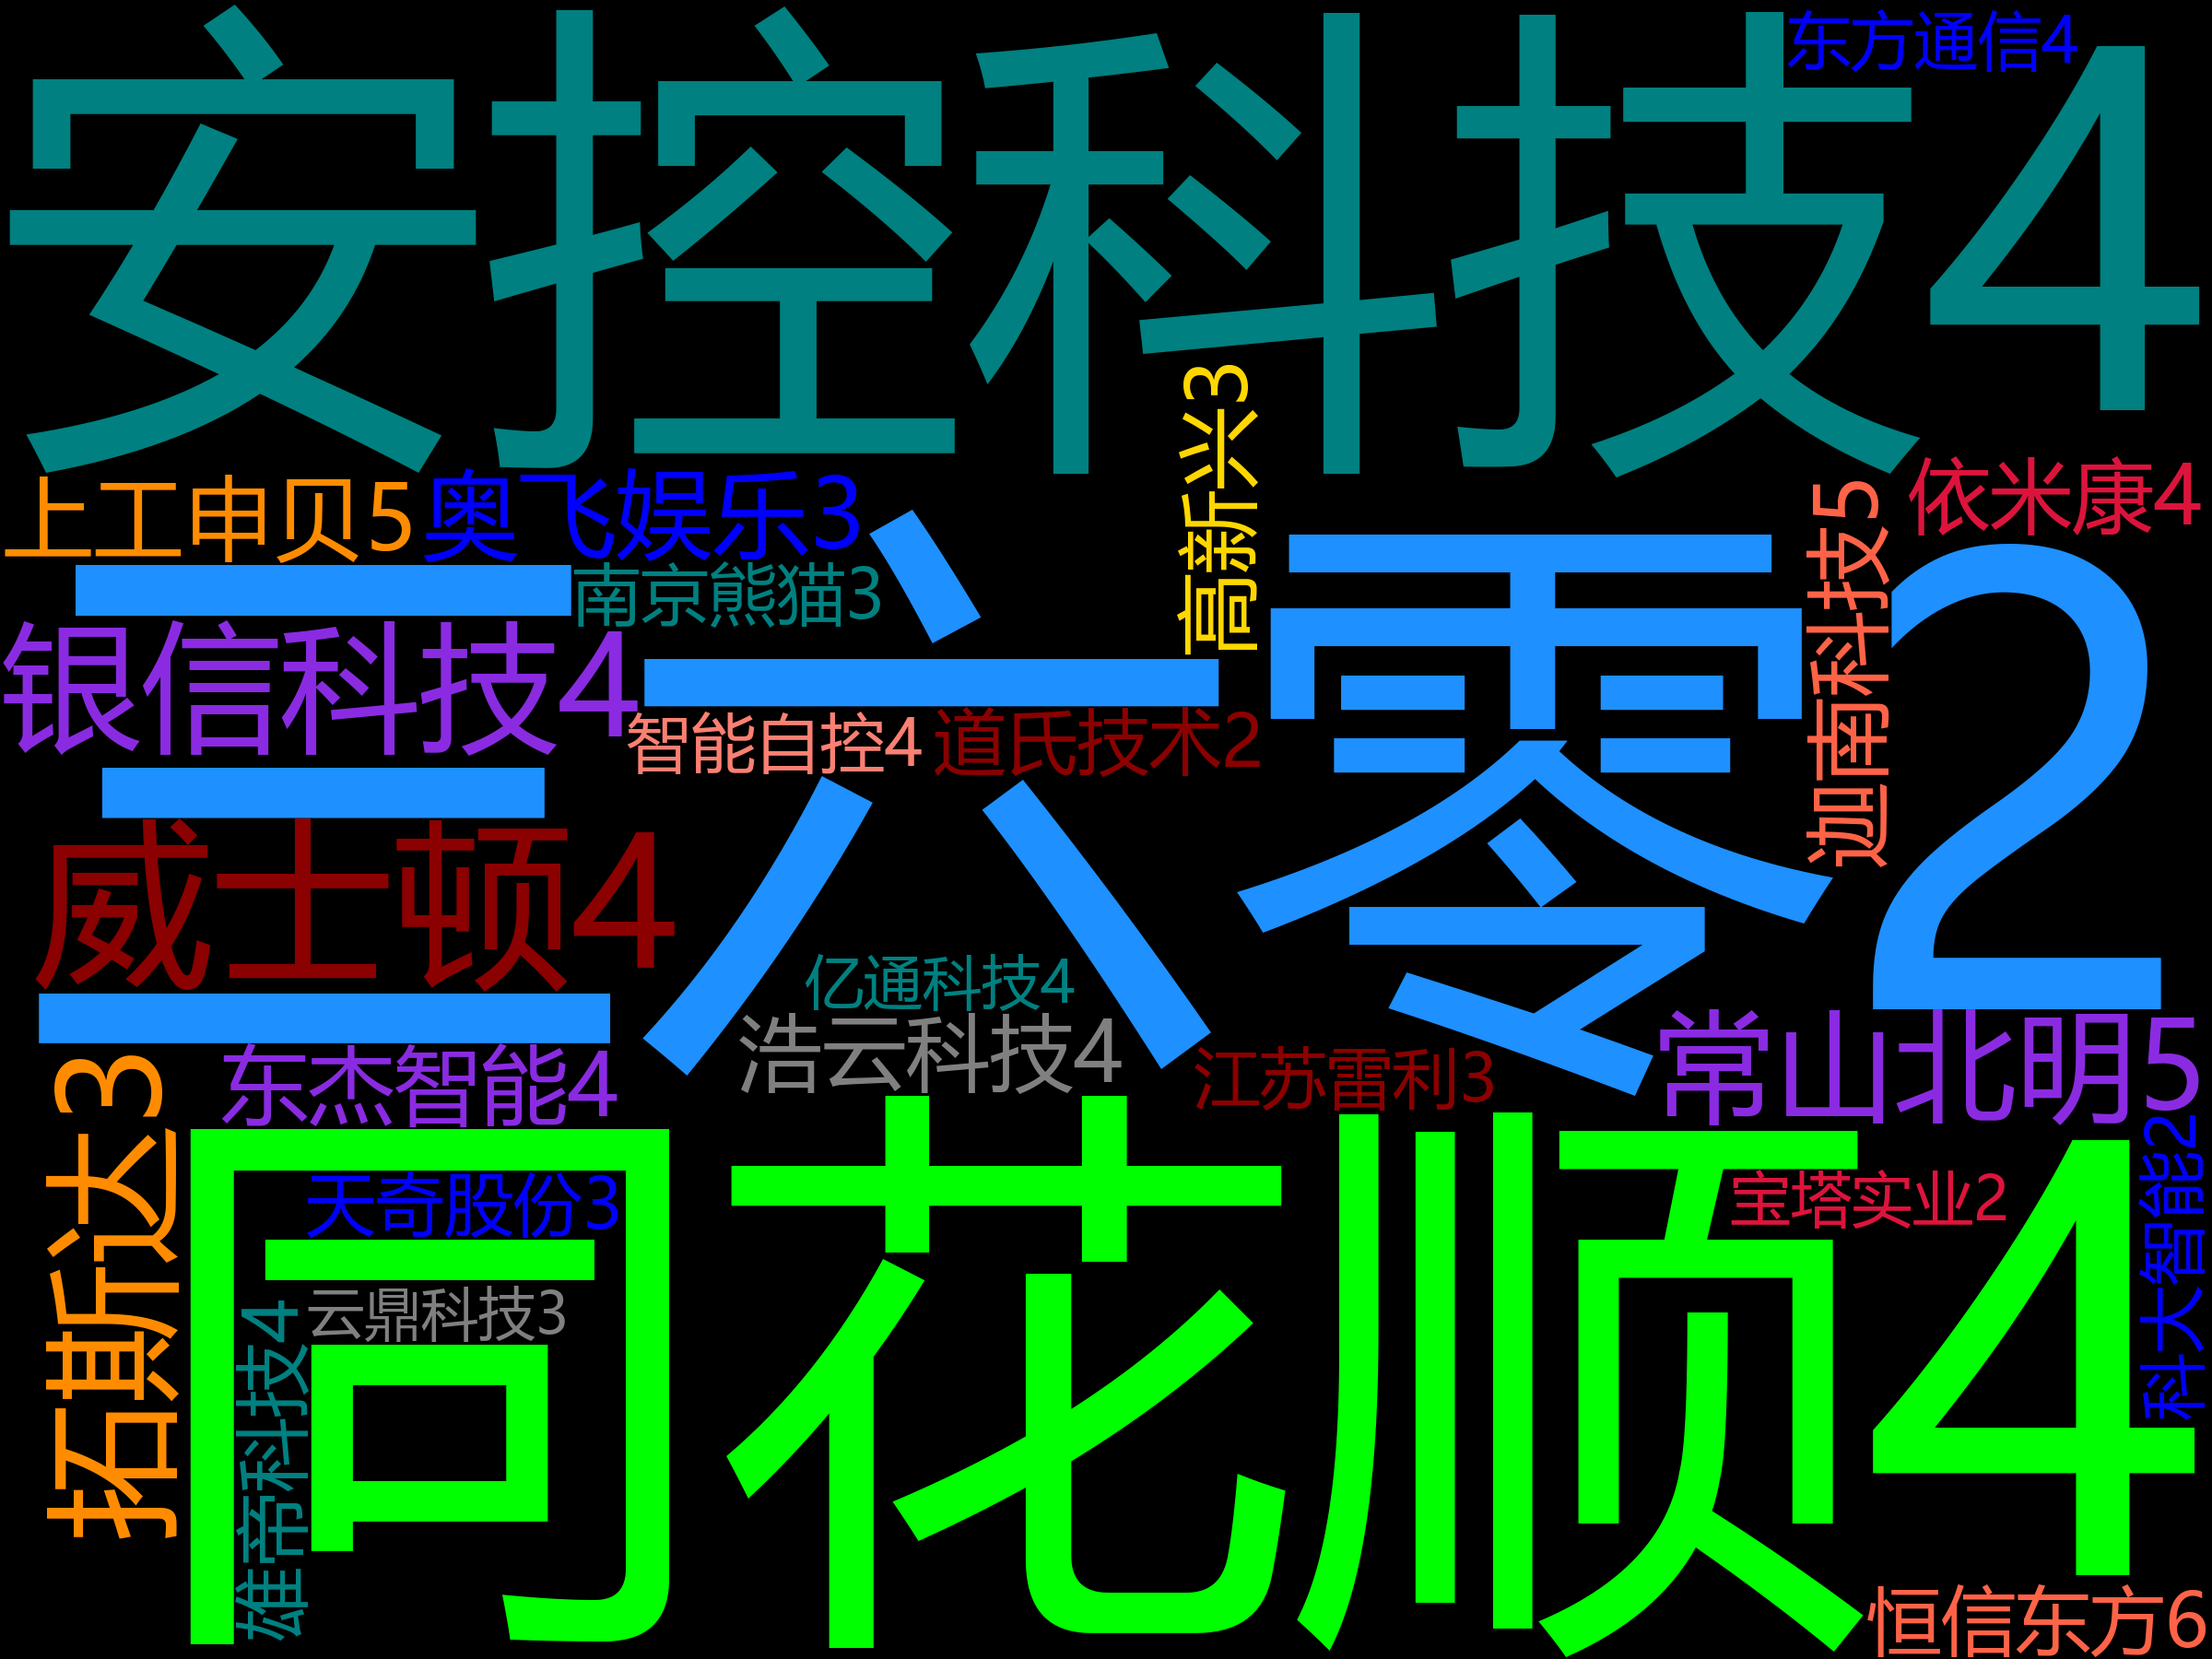 东方通信4
安控科技4
高新兴3
依米康4
上工申贝5
奥飞娱乐3
南京熊猫3
迦南科技5
银信科技4
三六零2
智能自控4
道氏技术2
威士顿4
亿通科技4
浩云科技4
常山北明5
东杰智能4
江苏雷利3
拓斯达3
同花顺4
天奇股份3
宝塔实业2
科大智能2
云鼎科技3
雄帝科技4
恒信东方6